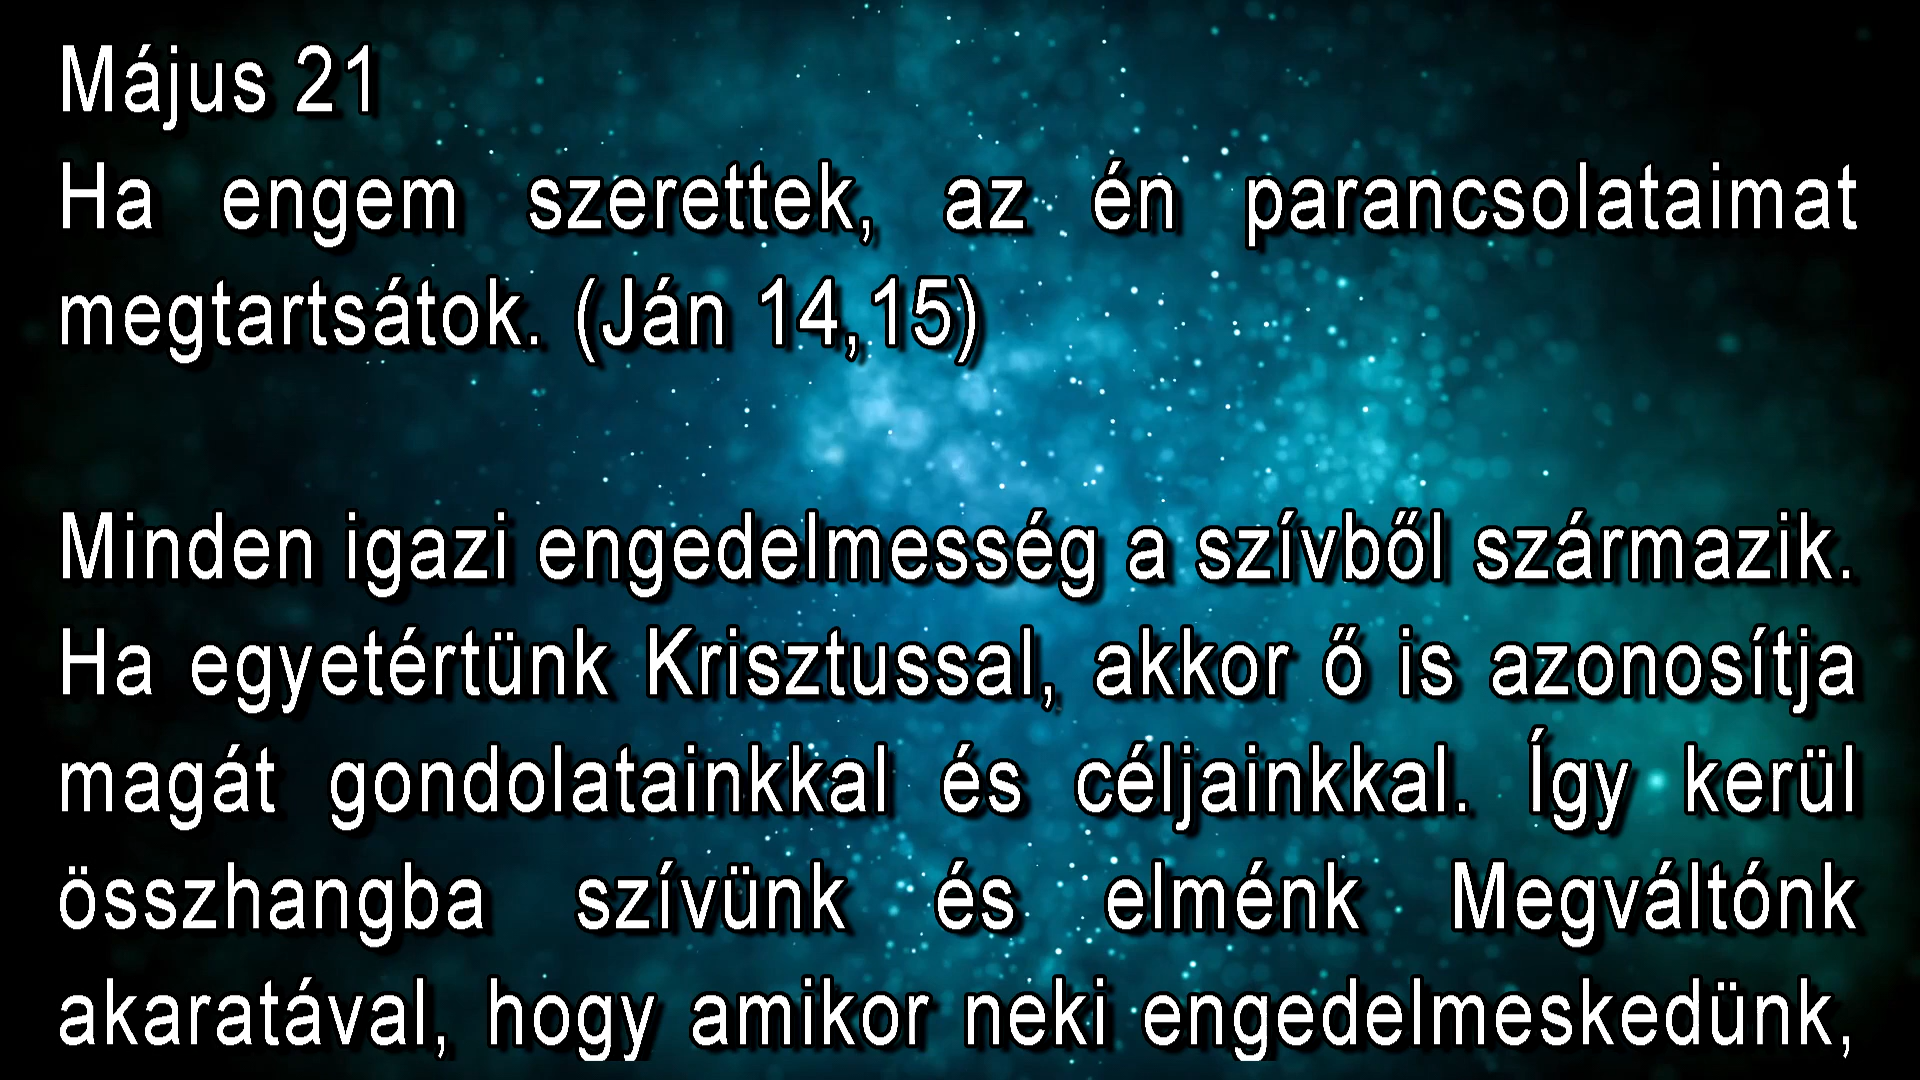 Május 21
Ha engem szerettek, az én parancsolataimat
megtartsátok. (Ján 14,15)
Minden igazi engedelmesség a szívből származik.
Ha egyetértünk Krisztussal, akkor ő is azonosítja
magát gondolatainkkal és céljainkkal. Így kerül
összhangba szívünk és elménk Megváltónk
akaratával, hogy amikor neki engedelmeskedünk,